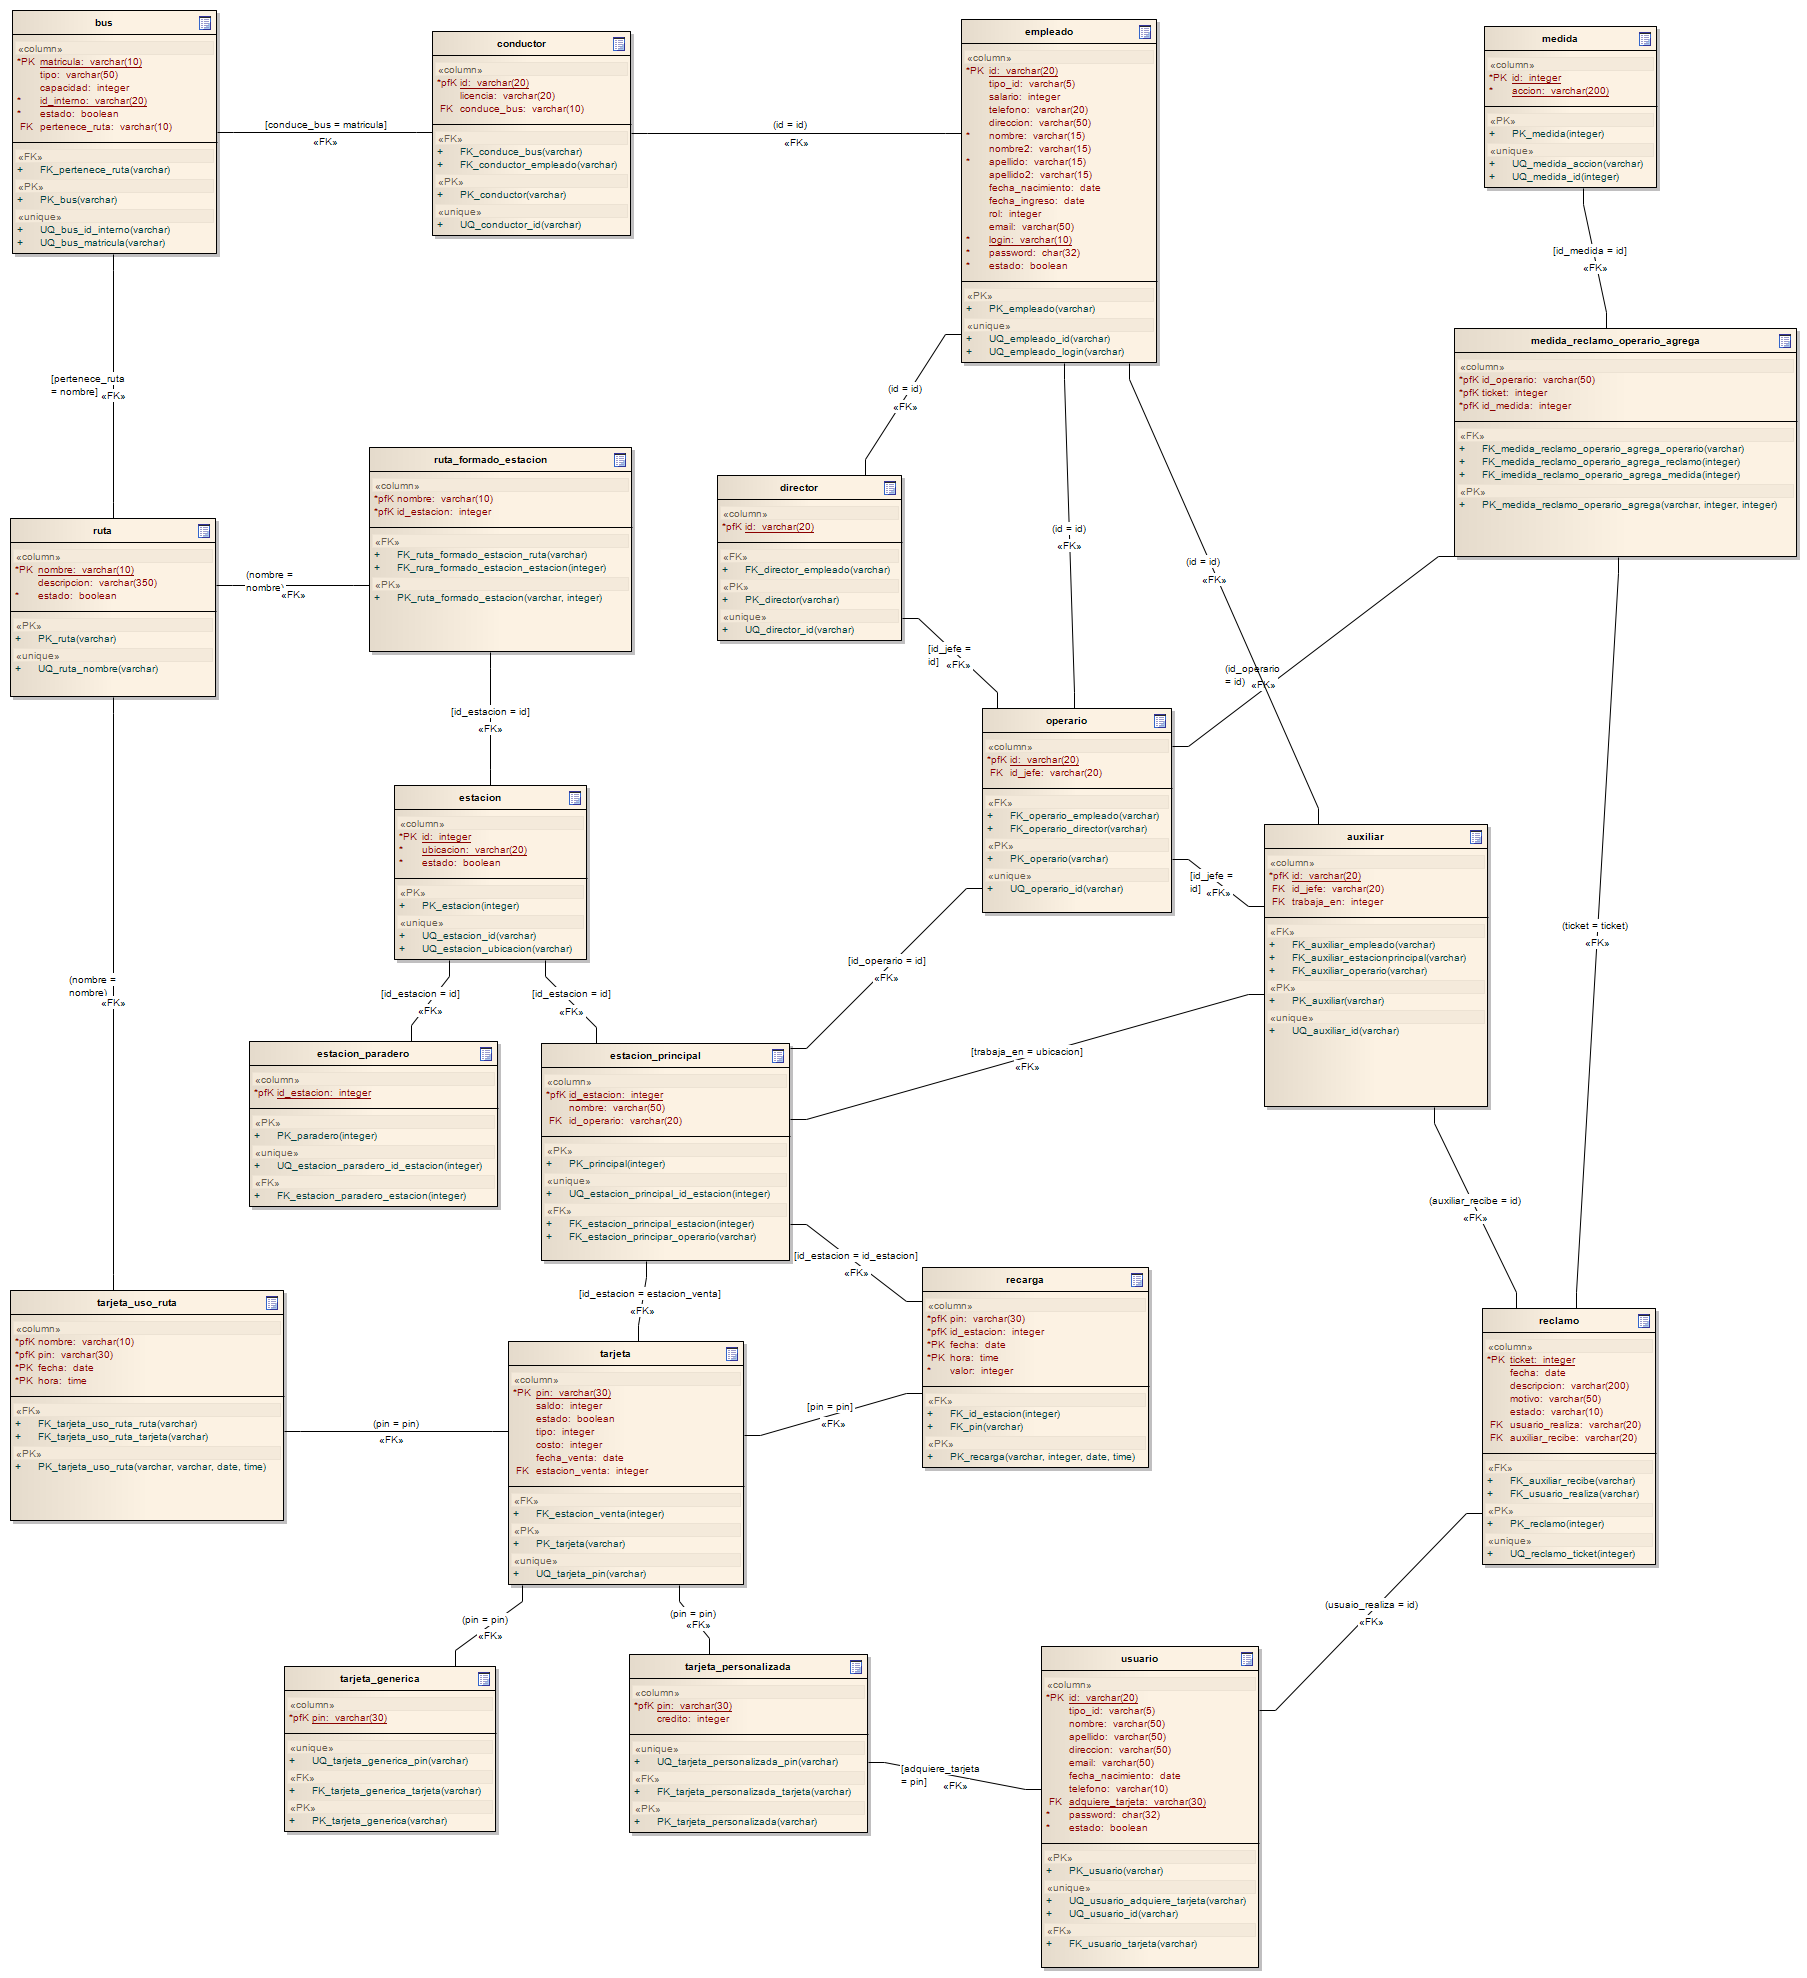 bus
«column»
*PK matricula: varchar(10)
tipo: varchar(50)
capacidad: integer
* id_interno: varchar(20)
* estado: boolean
FK pertenece_ruta: varchar(10)
«FK»
+ FK_pertenece_ruta(varchar)
«PK»
+ PK_bus(varchar)
«unique»
+ UQ_bus_id_interno(varchar)
+ UQ_bus_matricula(varchar)
[conduce_bus = matricula]
«FK»
conductor
«column»
*pfK id: varchar(20)
licencia: varchar(20)
FK conduce_bus: varchar(10)
«FK»
+ FK_conduce_bus(varchar)
+ FK_conductor_empleado(varchar)
«PK»
+ PK_conductor(varchar)
«unique»
+ UQ_conductor_id(varchar)
(id = id)
«FK»
empleado
«column»
*PK id: varchar(20)
tipo_id: varchar(5)
salario: integer
telefono: varchar(20)
direccion: varchar(50)
* nombre: varchar(15)
nombre2: varchar(15)
* apellido: varchar(15)
apellido2: varchar(15)
fecha_nacimiento: date
fecha_ingreso: date
rol: integer
email: varchar(50)
* login: varchar(10)
* password: char(32)
* estado: boolean
«PK»
+ PK_empleado(varchar)
«unique»
+ UQ_empleado_id(varchar)
+ UQ_empleado_login(varchar)
medida
«column»
*PK id: integer
* accion: varchar(200)
«PK»
+ PK_medida(integer)
«unique»
+ UQ_medida_accion(varchar)
+ UQ_medida_id(integer)
[id_medida = id]
«FK»
medida_reclamo_operario_agrega
«column»
*pfK id_operario: varchar(50)
*pfK ticket: integer
*pfK id_medida: integer
«FK»
+ FK_medida_reclamo_operario_agrega_operario(varchar)
+ FK_medida_reclamo_operario_agrega_reclamo(integer)
+ FK_imedida_reclamo_operario_agrega_medida(integer)
«PK»
+ PK_medida_reclamo_operario_agrega(varchar, integer, integer)
[pertenece_ruta
= nombre]
«FK»
(id = id)
«FK»
ruta_formado_estacion
«column»
*pfK nombre: varchar(10)
*pfK id_estacion: integer
«FK»
+ FK_ruta_formado_estacion_ruta(varchar)
+ FK_rura_formado_estacion_estacion(integer)
«PK»
+ PK_ruta_formado_estacion(varchar, integer)
director
«column»
*pfK id: varchar(20)
«FK»
+ FK_director_empleado(varchar)
«PK»
+ PK_director(varchar)
«unique»
+ UQ_director_id(varchar)
ruta
«column»
*PK nombre: varchar(10)
descripcion: varchar(350)
* estado: boolean
«PK»
+ PK_ruta(varchar)
«unique»
+ UQ_ruta_nombre(varchar)
(nombre =
nombre)
«FK»
(id = id)
«FK»
(id = id)
«FK»
[id_jefe =
id]
«FK»
(id_operario
= id)
«FK»
[id_estacion = id]
«FK»
operario
«column»
*pfK id: varchar(20)
FK id_jefe: varchar(20)
«FK»
+ FK_operario_empleado(varchar)
+ FK_operario_director(varchar)
«PK»
+ PK_operario(varchar)
«unique»
+ UQ_operario_id(varchar)
estacion
«column»
*PK id: integer
* ubicacion: varchar(20)
* estado: boolean
«PK»
+ PK_estacion(integer)
«unique»
+ UQ_estacion_id(varchar)
+ UQ_estacion_ubicacion(varchar)
[id_jefe =
id]
«FK»
auxiliar
«column»
*pfK id: varchar(20)
FK id_jefe: varchar(20)
FK trabaja_en: integer
«FK»
+ FK_auxiliar_empleado(varchar)
+ FK_auxiliar_estacionprincipal(varchar)
+ FK_auxiliar_operario(varchar)
«PK»
+ PK_auxiliar(varchar)
«unique»
+ UQ_auxiliar_id(varchar)
(ticket = ticket)
«FK»
(nombre =
nombre)
«FK»
[id_estacion = id]
«FK»
[id_estacion = id]
«FK»
[id_operario = id]
«FK»
[trabaja_en = ubicacion]
«FK»
estacion_paradero
«column»
*pfK id_estacion: integer
«PK»
+ PK_paradero(integer)
«unique»
+ UQ_estacion_paradero_id_estacion(integer)
«FK»
+ FK_estacion_paradero_estacion(integer)
estacion_principal
«column»
*pfK id_estacion: integer
nombre: varchar(50)
FK id_operario: varchar(20)
«PK»
+ PK_principal(integer)
«unique»
+ UQ_estacion_principal_id_estacion(integer)
«FK»
+ FK_estacion_principal_estacion(integer)
+ FK_estacion_principar_operario(varchar)
(auxiliar_recibe = id)
«FK»
[id_estacion = id_estacion]
«FK»
[id_estacion = estacion_venta]
«FK»
recarga
«column»
*pfK pin: varchar(30)
*pfK id_estacion: integer
*PK fecha: date
*PK hora: time
* valor: integer
«FK»
+ FK_id_estacion(integer)
+ FK_pin(varchar)
«PK»
+ PK_recarga(varchar, integer, date, time)
tarjeta_uso_ruta
«column»
*pfK nombre: varchar(10)
*pfK pin: varchar(30)
*PK fecha: date
*PK hora: time
«FK»
+ FK_tarjeta_uso_ruta_ruta(varchar)
+ FK_tarjeta_uso_ruta_tarjeta(varchar)
«PK»
+ PK_tarjeta_uso_ruta(varchar, varchar, date, time)
(pin = pin)
«FK»
tarjeta
«column»
*PK pin: varchar(30)
saldo: integer
estado: boolean
tipo: integer
costo: integer
fecha_venta: date
FK estacion_venta: integer
«FK»
+ FK_estacion_venta(integer)
«PK»
+ PK_tarjeta(varchar)
«unique»
+ UQ_tarjeta_pin(varchar)
[pin = pin]
«FK»
reclamo
«column»
*PK ticket: integer
fecha: date
descripcion: varchar(200)
motivo: varchar(50)
estado: varchar(10)
FK usuario_realiza: varchar(20)
FK auxiliar_recibe: varchar(20)
«FK»
+ FK_auxiliar_recibe(varchar)
+ FK_usuario_realiza(varchar)
«PK»
+ PK_reclamo(integer)
«unique»
+ UQ_reclamo_ticket(integer)
(pin = pin)
«FK»
(pin = pin)
«FK»
(usuaio_realiza = id)
«FK»
tarjeta_generica
«column»
*pfK pin: varchar(30)
«unique»
+ UQ_tarjeta_generica_pin(varchar)
«FK»
+ FK_tarjeta_generica_tarjeta(varchar)
«PK»
+ PK_tarjeta_generica(varchar)
tarjeta_personalizada
«column»
*pfK pin: varchar(30)
credito: integer
«unique»
+ UQ_tarjeta_personalizada_pin(varchar)
«FK»
+ FK_tarjeta_personalizada_tarjeta(varchar)
«PK»
+ PK_tarjeta_personalizada(varchar)
[adquiere_tarjeta
= pin]
«FK»
usuario
«column»
*PK id: varchar(20)
tipo_id: varchar(5)
nombre: varchar(50)
apellido: varchar(50)
direccion: varchar(50)
email: varchar(50)
fecha_nacimiento: date
telefono: varchar(10)
FK adquiere_tarjeta: varchar(30)
* password: char(32)
* estado: boolean
«PK»
+ PK_usuario(varchar)
«unique»
+ UQ_usuario_adquiere_tarjeta(varchar)
+ UQ_usuario_id(varchar)
«FK»
+ FK_usuario_tarjeta(varchar)